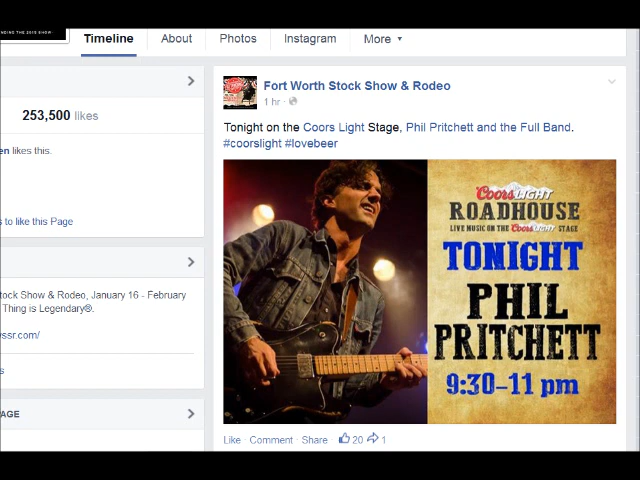 Timeline About Photos Instagram More
253,500 likes
likes this.
to like this Page
Stock Show & Rodeo, January 16 - February
Thing is Legendary®.
Fort Worth Stock Show & Rodeo
1 hr
Tonight on the Coors Light Stage, Phil Pritchett and the Full Band.
#coorslight #lovebeer
Coors LIGHT
ROADHOUSE
LIVE MUSIC ON THE Coors LIGHT STAGE
TONIGHT
PHIL
PRITCHETT
9:30-11 pm
Like · Comment · Share · 20 1